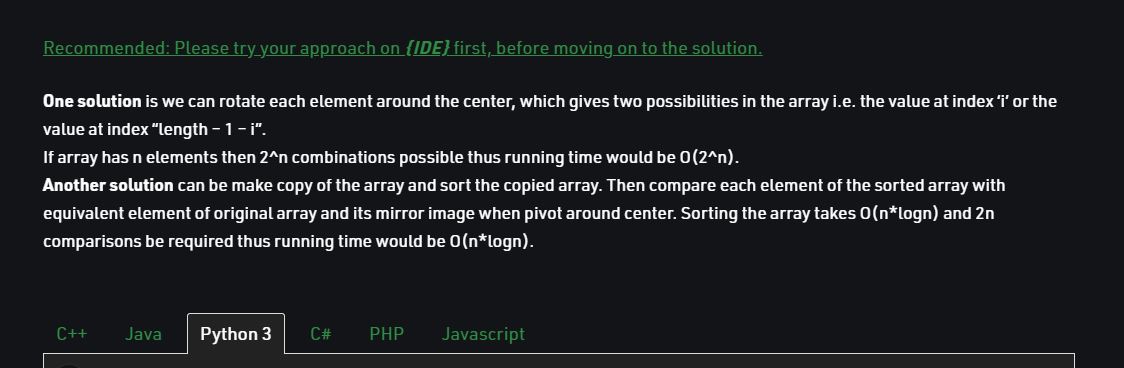 Recommended: Please try your approach on {IDE} first, before moving on to the solution.
One solution is we can rotate each element around the center, which gives two possibilities in the array i.e. the value at index ‘i’ or the
value at index “length – 1 – i”.
If array has n elements then 2^n combinations possible thus running time would be O(2^n).
Another solution can be make copy of the array and sort the copied array. Then compare each element of the sorted array with
equivalent element of original array and its mirror image when pivot around center. Sorting the array takes O(n*logn) and 2n
comparisons be required thus running time would be O(n*logn).
C++ Java Python 3 C# PHP Javascript